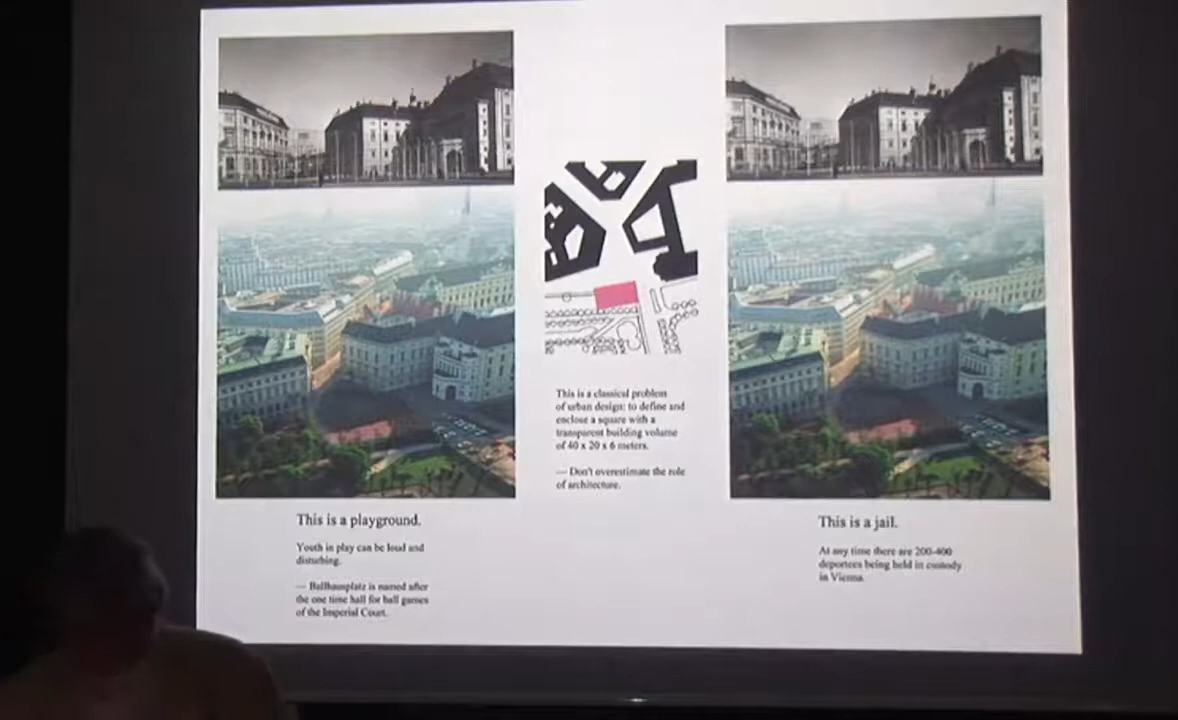 This is a classical problem
of urban design: to define and
enclose a square with a
transparent building volume
of 40 x 20 x 6 meters.
— Don't overestimate the role
of architecture.
This is a playground.
Youth in play can be loud and
disturbing.
— Ballhausplatz is named after
the one time hall for ball games
of the Imperial Court.
This is a jail.
At any time there are 200-400
deportees being held in custody
in Vienna.